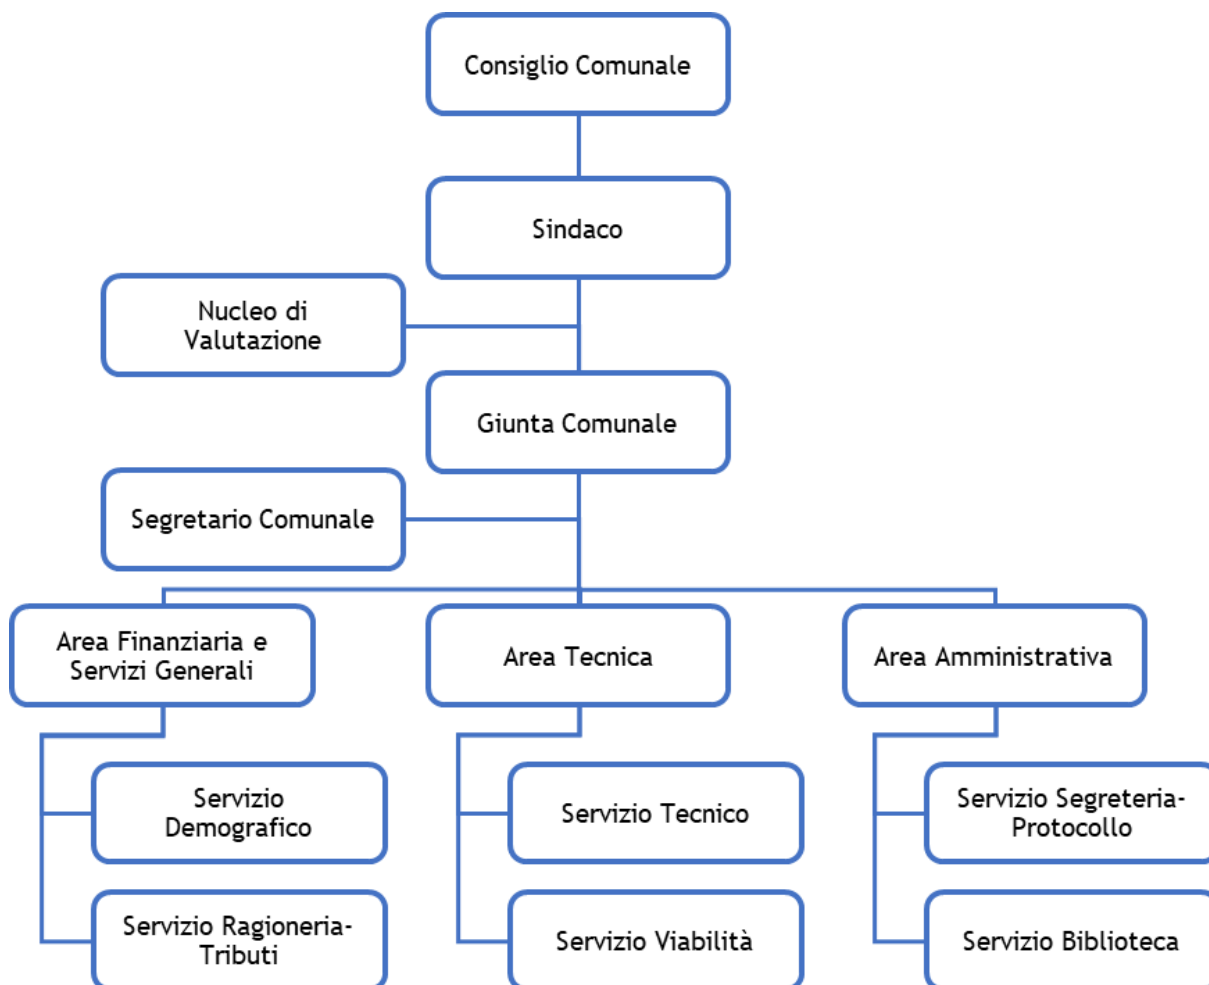 Consiglio Comunale
Sindaco
Nucleo di
Valutazione
Giunta Comunale
Segretario Comunale
Area Finanziaria e
Servizi Generali
Area Tecnica
Area Amministrativa
Servizio
Demografico
Servizio Tecnico
Servizio Segreteria-
Protocollo
Servizio Ragioneria-
Tributi
Servizio Viabilità
Servizio Biblioteca